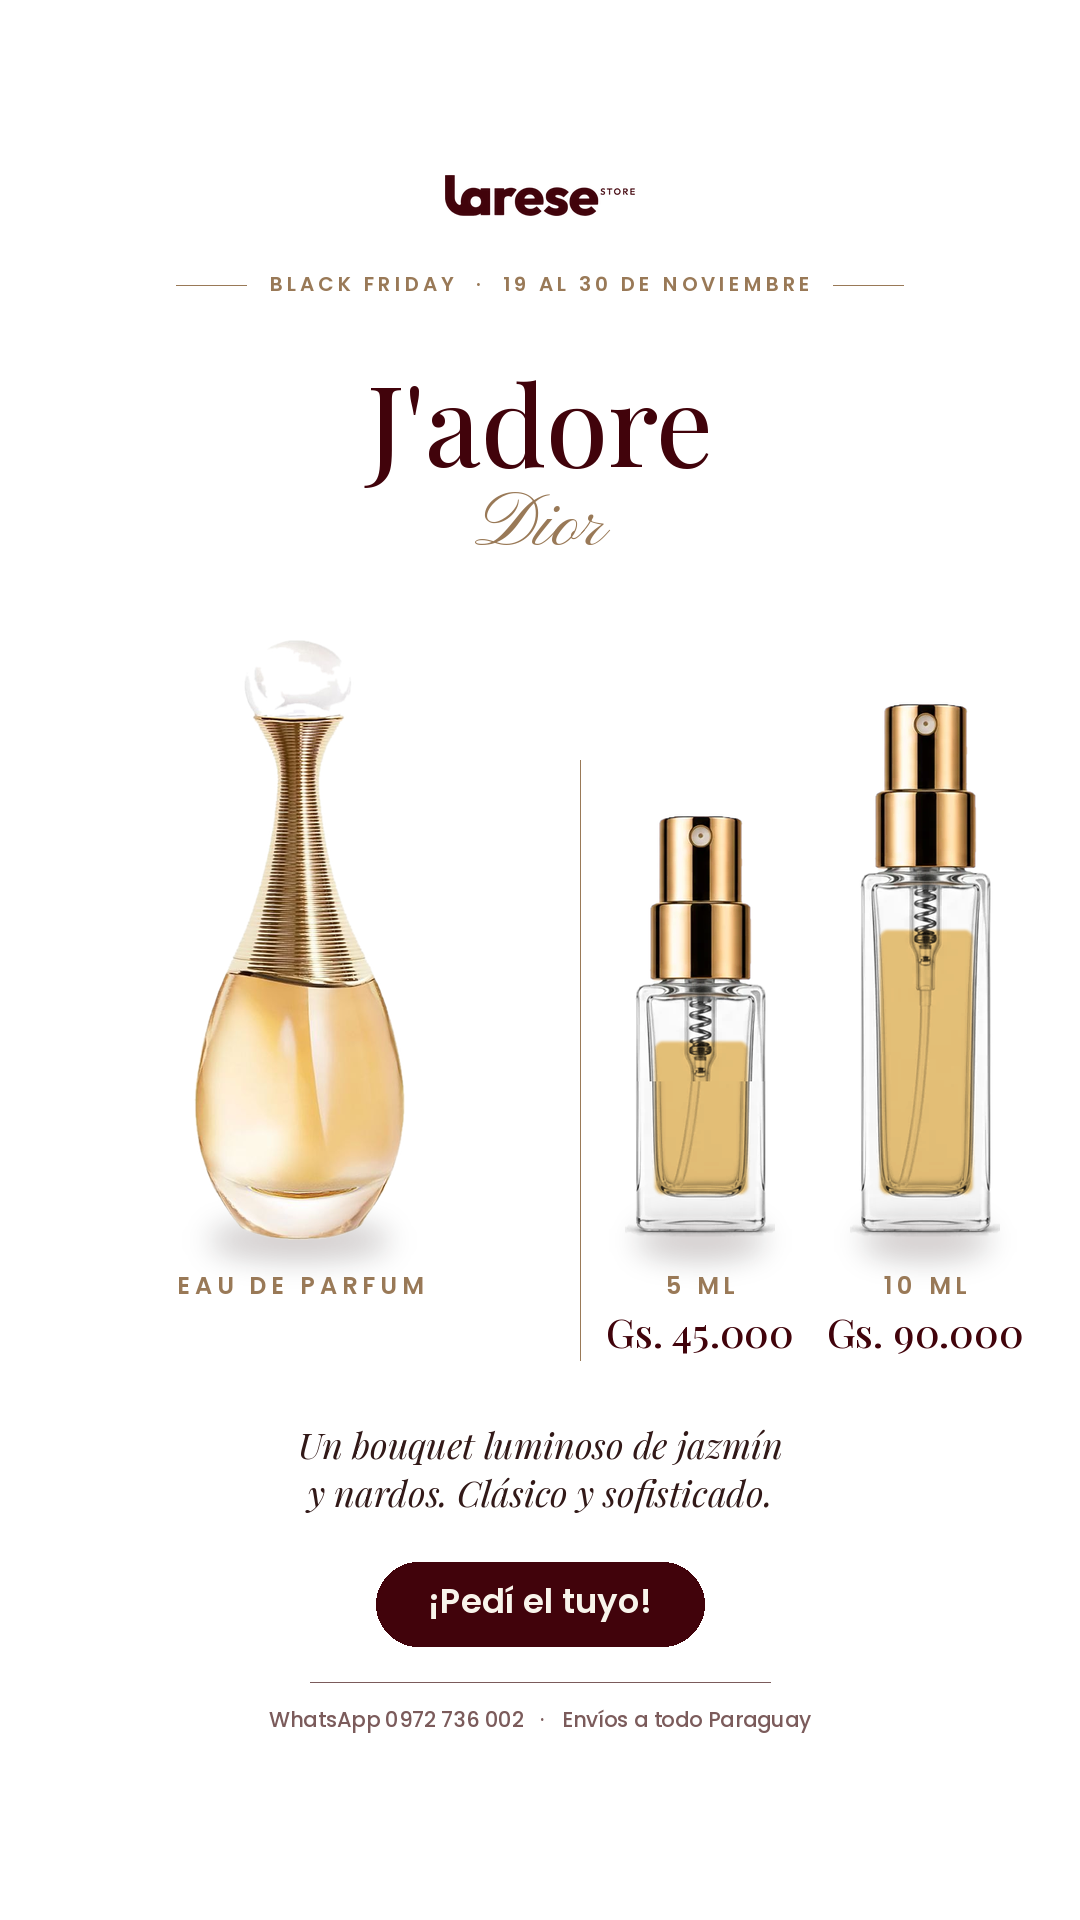 Larese STORE
BLACK FRIDAY · 19 AL 30 DE NOVIEMBRE
J'adore
Dior
EAU DE PARFUM
5 ML
Gs. 45.000
10 ML
Gs. 90.000
Un bouquet luminoso de jazmín
y nardos. Clásico y sofisticado.
¡Pedí el tuyo!
WhatsApp 0972 736 002 · Envíos a todo Paraguay